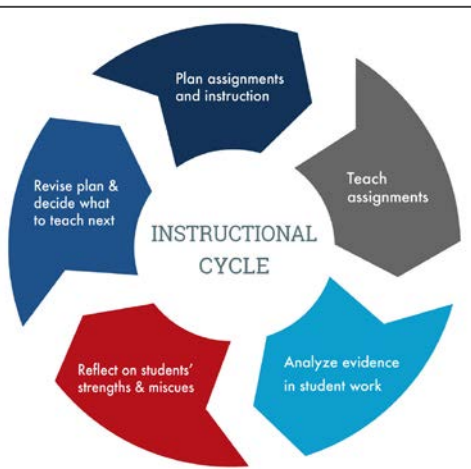 Plan assignments
and instruction
Teach
assignments
Analyze evidence
in student work
Reflect on students’
strengths & miscues
Revise plan &
decide what
to teach next
INSTRUCTIONAL
CYCLE